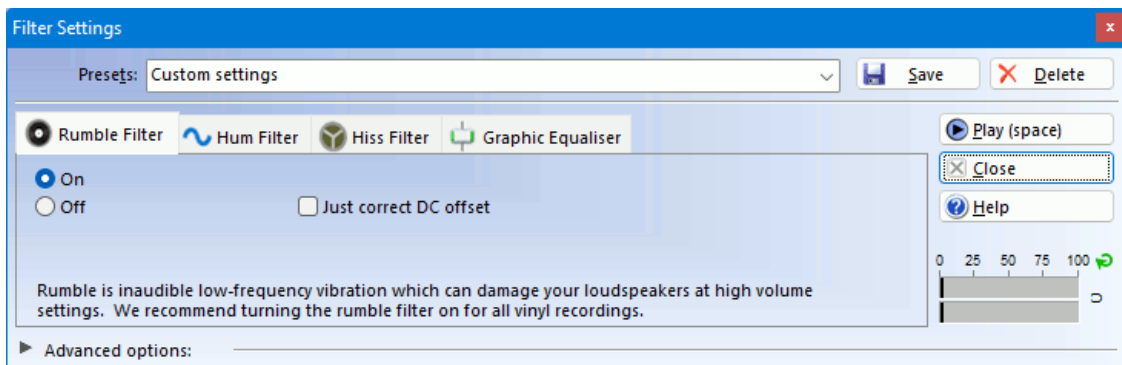 Filter Settings
x
Presets: Custom settings
Save
Delete
Rumble Filter
Hum Filter
Hiss Filter
Graphic Equaliser
Play (space)
On
Close
Off
Just correct DC offset
Help
0 25 50 75 100
Rumble is inaudible low-frequency vibration which can damage your loudspeakers at high volume
settings. We recommend turning the rumble filter on for all vinyl recordings.
Advanced options: